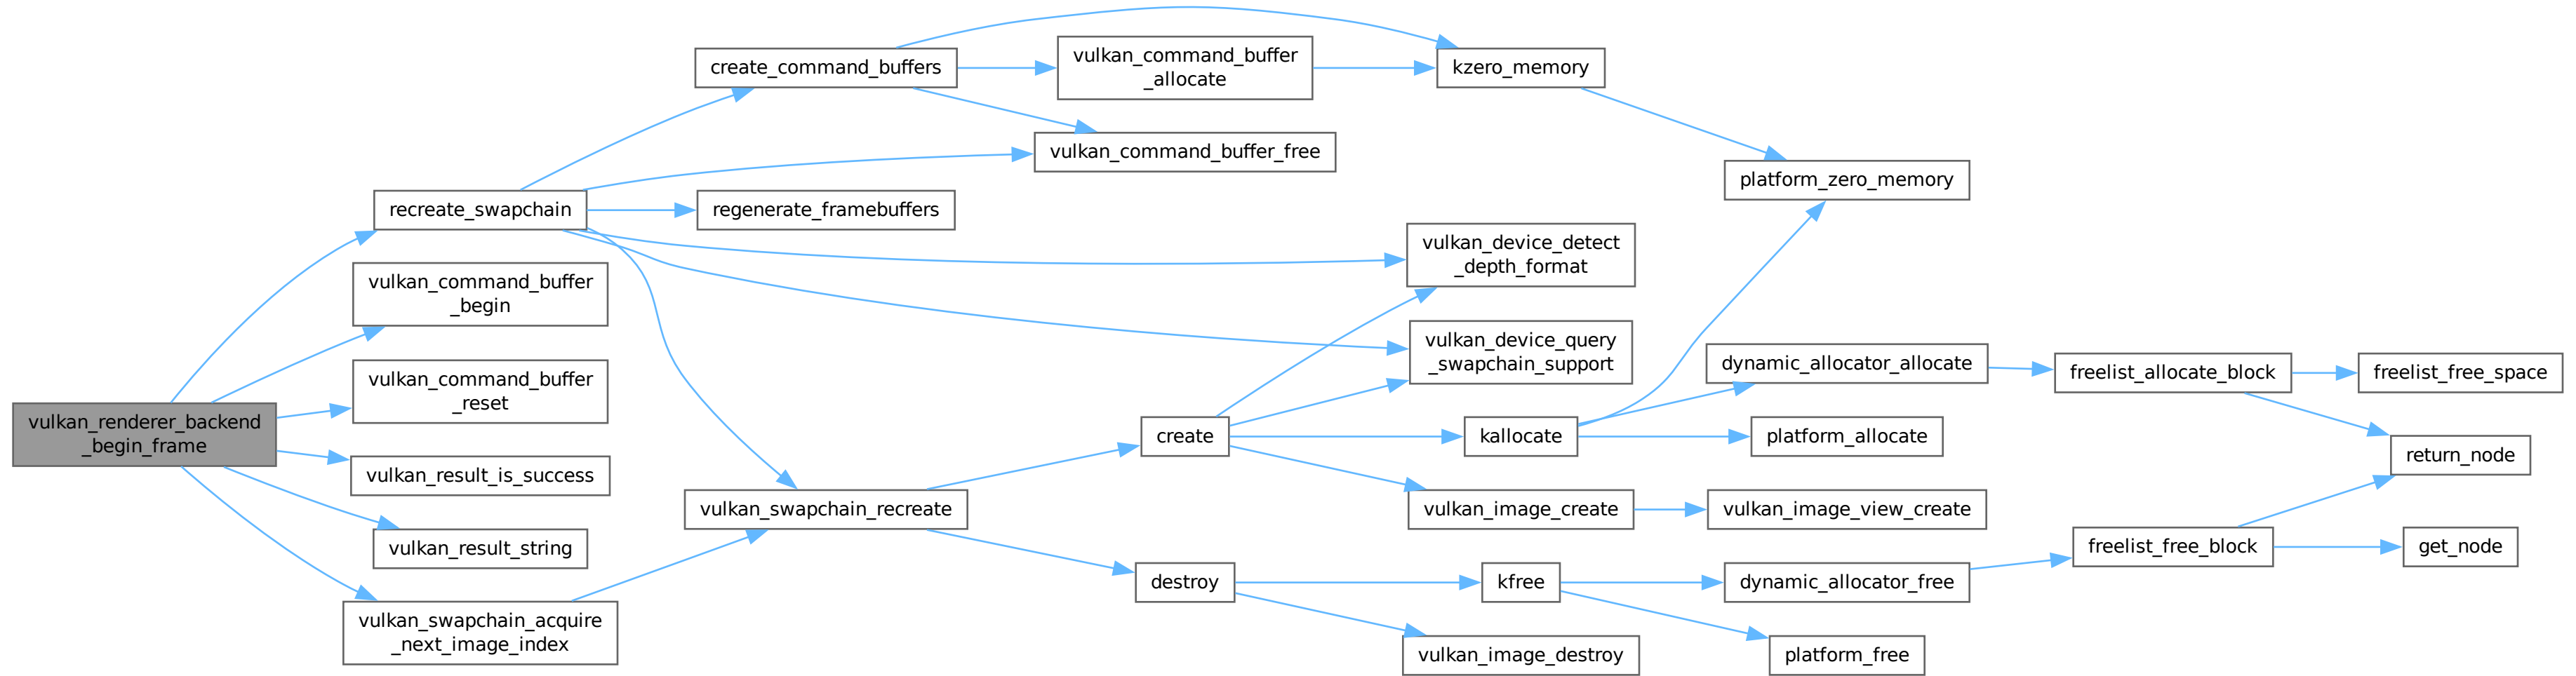 vulkan_renderer_backend
_begin_frame
recreate_swapchain
vulkan_command_buffer
_begin
vulkan_command_buffer
_reset
vulkan_result_is_success
vulkan_result_string
vulkan_swapchain_acquire
_next_image_index
create_command_buffers
regenerate_framebuffers
vulkan_swapchain_recreate
vulkan_command_buffer
_allocate
vulkan_command_buffer_free
create
destroy
kzero_memory
vulkan_device_detect
_depth_format
vulkan_device_query
_swapchain_support
kallocate
vulkan_image_create
kfree
vulkan_image_destroy
platform_zero_memory
dynamic_allocator_allocate
platform_allocate
vulkan_image_view_create
dynamic_allocator_free
platform_free
freelist_allocate_block
freelist_free_block
freelist_free_space
return_node
get_node